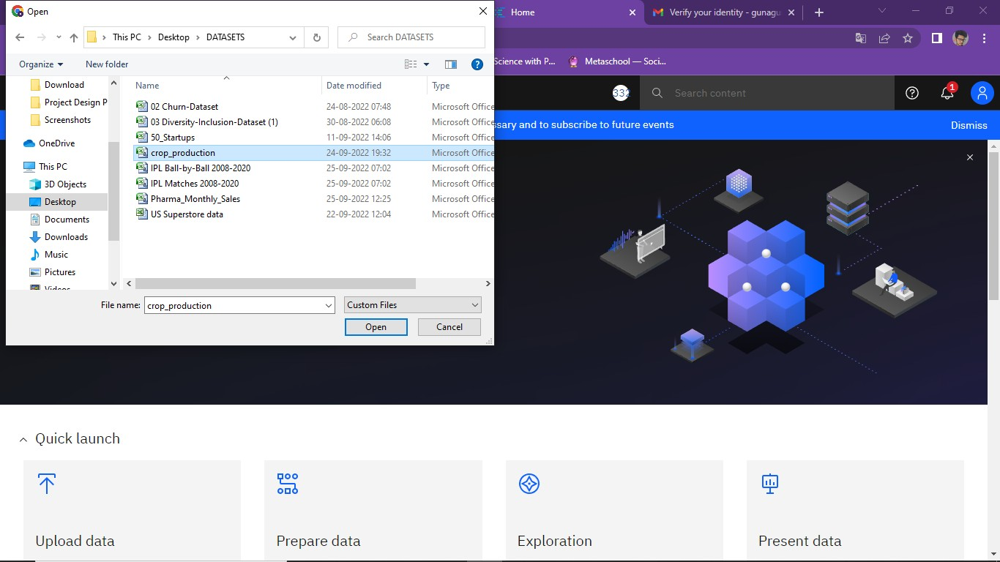 Open
Home
Verify your identity - gunagu
This PC
Desktop
DATASETS
Search DATASETS
Organize
New folder
Science with P...
Metaschool — Soci...
Download
Project Design P
Screenshots
OneDrive
This PC
3D Objects
Desktop
Documents
Downloads
Music
Pictures
Videos
Name Date modified Type
02 Churn-Dataset 24-08-2022 07:48 Microsoft Office
03 Diversity-Inclusion-Dataset (1) 30-08-2022 06:08 Microsoft Office
50_Startups 11-09-2022 14:06 Microsoft Office
crop_production 24-09-2022 19:32 Microsoft Office
IPL Ball-by-Ball 2008-2020 25-09-2022 07:02 Microsoft Office
IPL Matches 2008-2020 25-09-2022 07:02 Microsoft Office
Pharma_Monthly_Sales 25-09-2022 12:25 Microsoft Office
US Superstore data 22-09-2022 12:04 Microsoft Office
File name: crop_production Custom Files
Open Cancel
332
Search content
1
ssary and to subscribe to future events
Dismiss
Quick launch
Upload data
Prepare data
Exploration
Present data